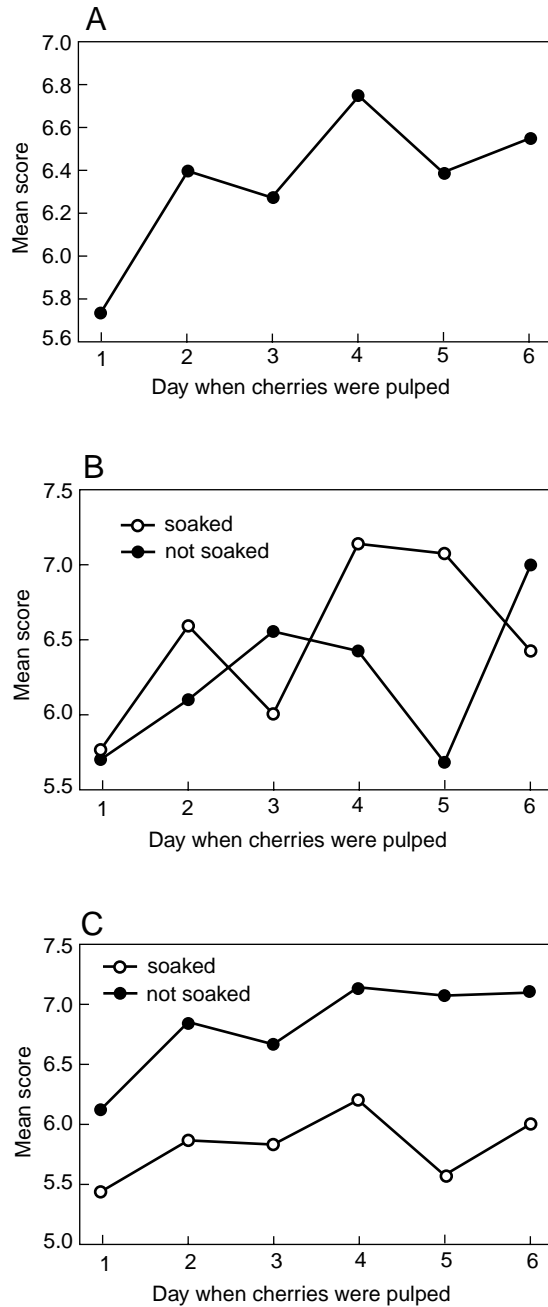 A
7.0
6.8
6.6
6.4
6.2
6.0
5.8
5.6
Mean score
1 2 3 4 5 6
Day when cherries were pulped
B
7.5
soaked
not soaked
7.0
6.5
6.0
5.5
Mean score
1 2 3 4 5 6
Day when cherries were pulped
C
7.5
soaked
not soaked
7.0
6.5
6.0
5.5
5.0
Mean score
1 2 3 4 5 6
Day when cherries were pulped